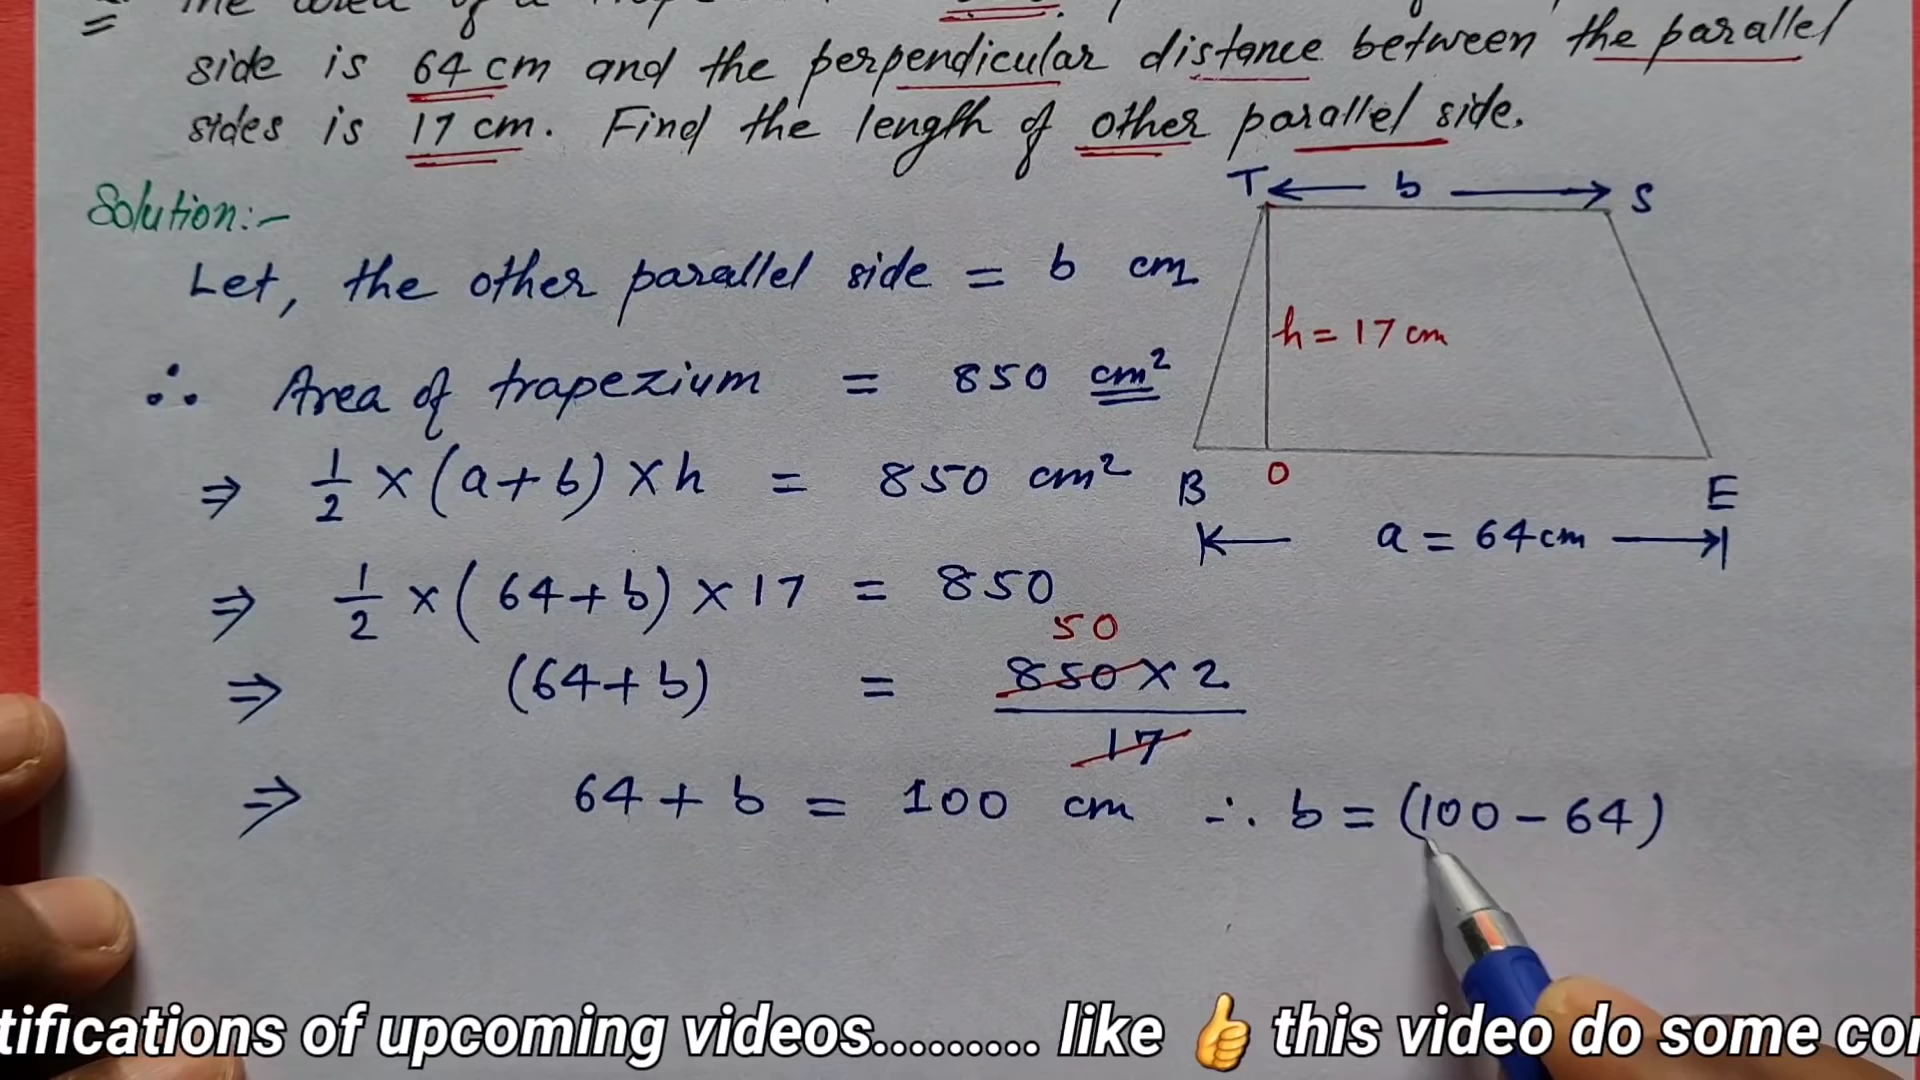 side is 64 cm and the perpendicular distance between the parallel
sides is 17 cm. Find the length of other parallel side.
Solution:-
T b S
Let, the other parallel side = b cm
h = 17 cm
∴ Area of trapezium = 850 cm²
⇒ 1/2 × (a + b) × h = 850 cm²
B O E
a = 64 cm
⇒ 1/2 × (64 + b) × 17 = 850
50
⇒ (64 + b) = 850 × 2 / 17
⇒ 64 + b = 100 cm ∴ b = (100 - 64)
tifications of upcoming videos......... like 👍 this video do some co